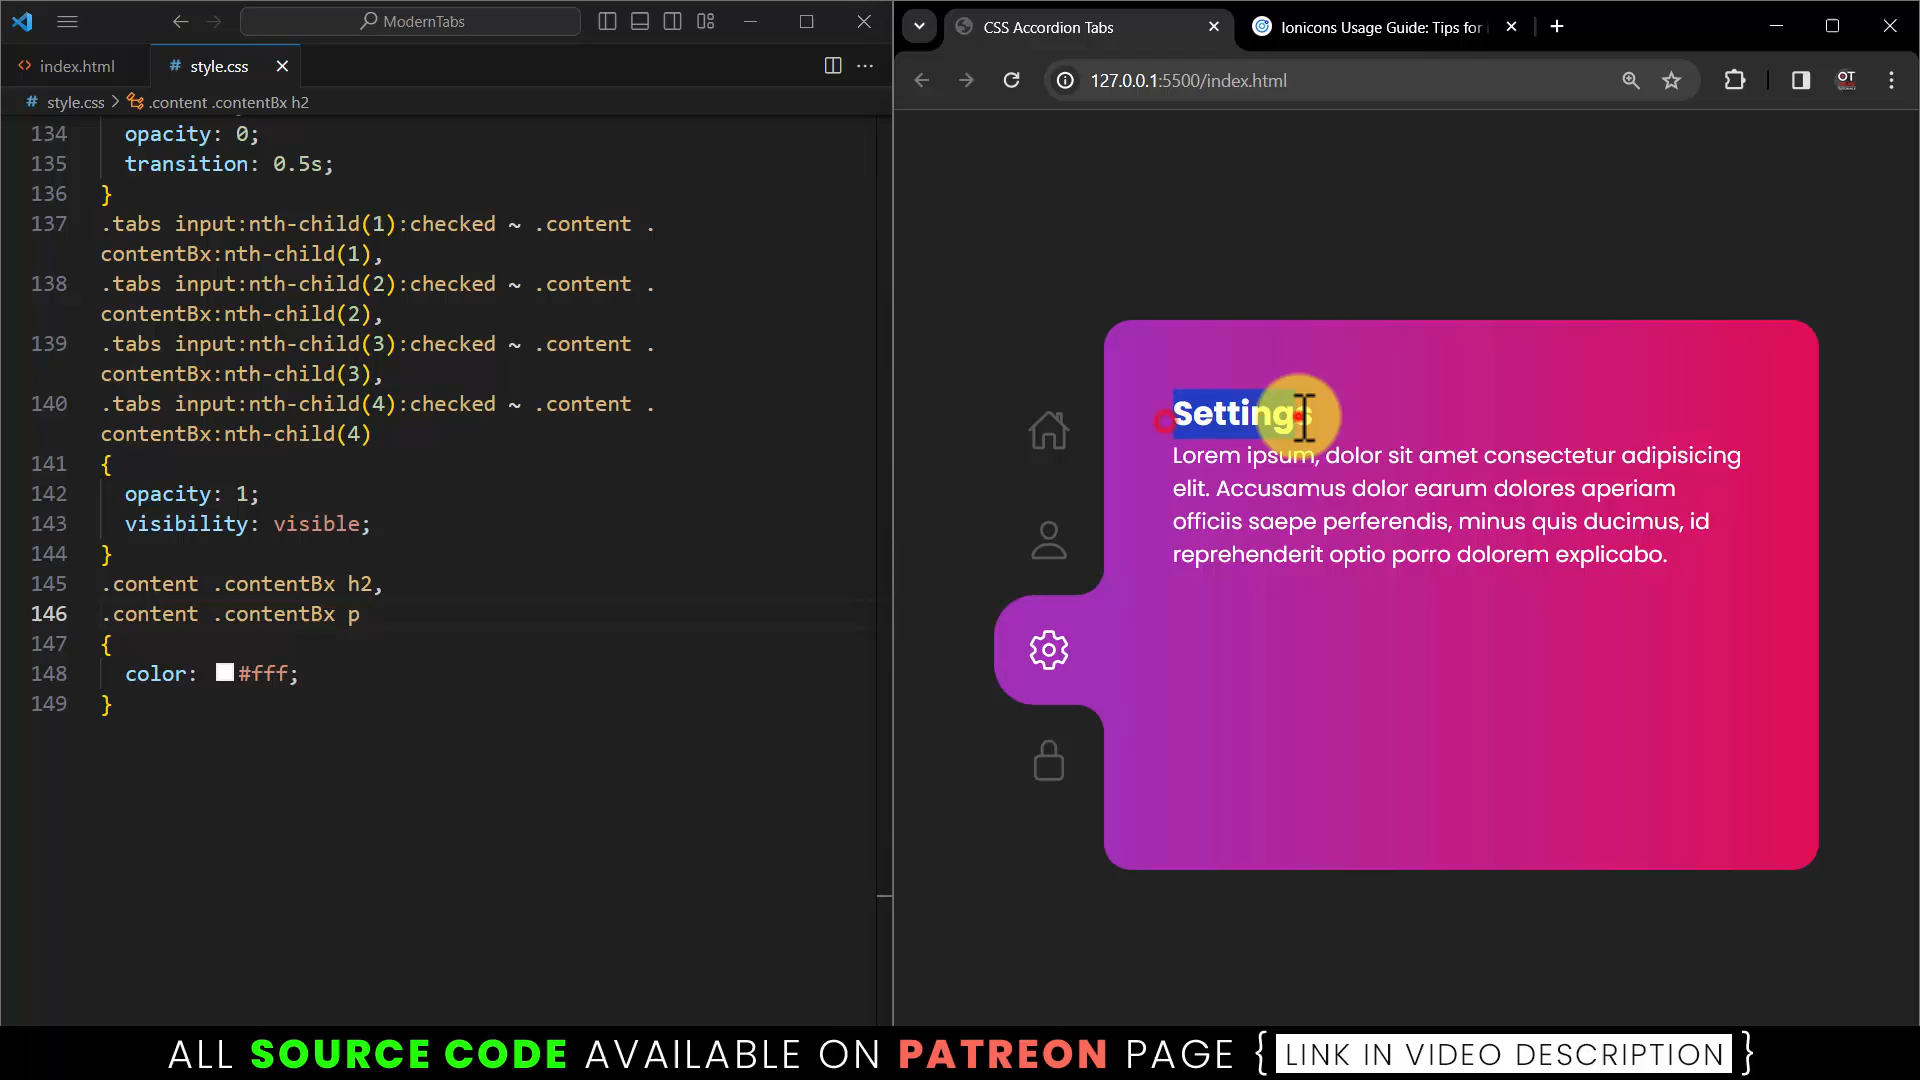 ModernTabs
index.html
# style.css
# style.css > .content .contentBx h2
134 opacity: 0;
135 transition: 0.5s;
136 }
137 .tabs input:nth-child(1):checked ~ .content .
contentBx:nth-child(1),
138 .tabs input:nth-child(2):checked ~ .content .
contentBx:nth-child(2),
139 .tabs input:nth-child(3):checked ~ .content .
contentBx:nth-child(3),
140 .tabs input:nth-child(4):checked ~ .content .
contentBx:nth-child(4)
141 {
142 opacity: 1;
143 visibility: visible;
144 }
145 .content .contentBx h2,
146 .content .contentBx p
147 {
148 color: #fff;
149 }
CSS Accordion Tabs
Ionicons Usage Guide: Tips for
127.0.0.1:5500/index.html
OT
Settings
Lorem ipsum, dolor sit amet consectetur adipisicing
elit. Accusamus dolor earum dolores aperiam
officiis saepe perferendis, minus quis ducimus, id
reprehenderit optio porro dolorem explicabo.
ALL SOURCE CODE AVAILABLE ON PATREON PAGE { LINK IN VIDEO DESCRIPTION }